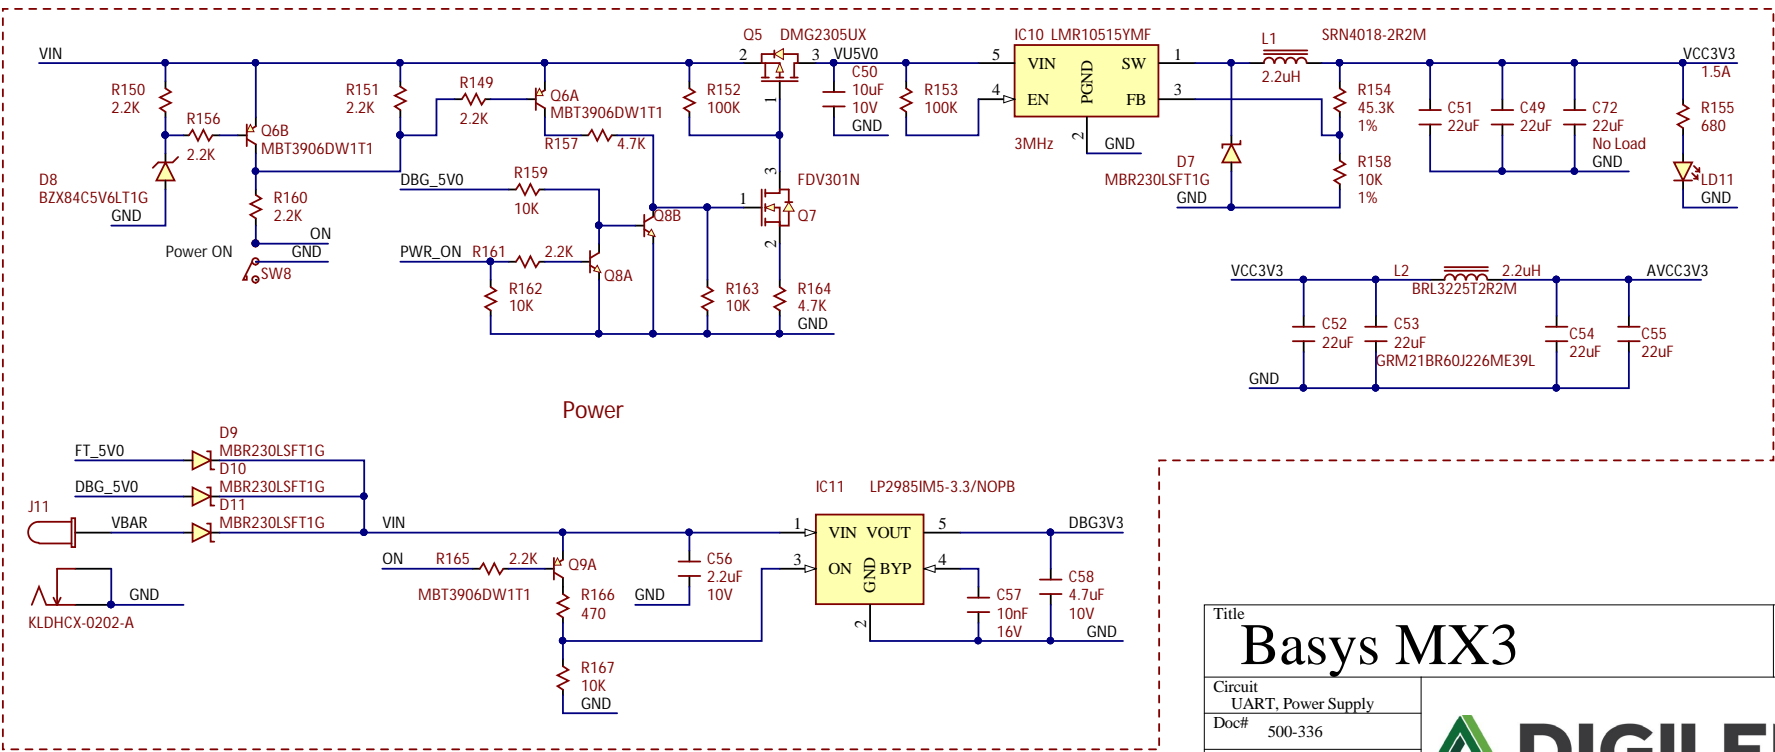 Q5 DMG2305UX
IC10 LMR10515YMF
L1 SRN4018-2R2M
VIN
2 3 VU5V0
5 VIN SW 1
2.2uH
VCC3V3
1.5A
R150
2.2K
R151
2.2K
R149
2.2K
Q6A
MBT3906DW1T1
R152
100K
1
C50
10uF
10V
GND
R153
100K
4 EN FB 3
PGND
2 GND
3MHz
R154
45.3K
1%
C51
22uF
C49
22uF
C72
22uF
No Load
GND
R155
680
R156
2.2K
Q6B
MBT3906DW1T1
R157 4.7K
D7
MBR230LSFT1G
GND
R158
10K
1%
LD11
GND
D8
BZX84C5V6LT1G
GND
R160
2.2K
DBG_5V0
R159
10K
3
FDV301N
1
Q7
2
Q8B
Power ON
ON
GND
SW8
PWR_ON
R161 2.2K
Q8A
R162
10K
R163
10K
R164
4.7K
GND
VCC3V3
L2 2.2uH
BRL3225T2R2M
AVCC3V3
C52
22uF
C53
22uF
GRM21BR60J226ME39L
C54
22uF
C55
22uF
GND
Power
FT_5V0
D9
MBR230LSFT1G
DBG_5V0
D10
MBR230LSFT1G
J11
VBAR
D11
MBR230LSFT1G
VIN
GND
KLDHCX-0202-A
ON
R165 2.2K
Q9A
MBT3906DW1T1
R166
470
R167
10K
GND
C56
2.2uF
10V
GND
IC11 LP2985IM5-3.3/NOPB
1 VIN VOUT 5
3 ON BYP 4
GND
2
DBG3V3
C57
10nF
16V
C58
4.7uF
10V
GND
Title
Basys MX3
Circuit
UART, Power Supply
Doc# 500-336